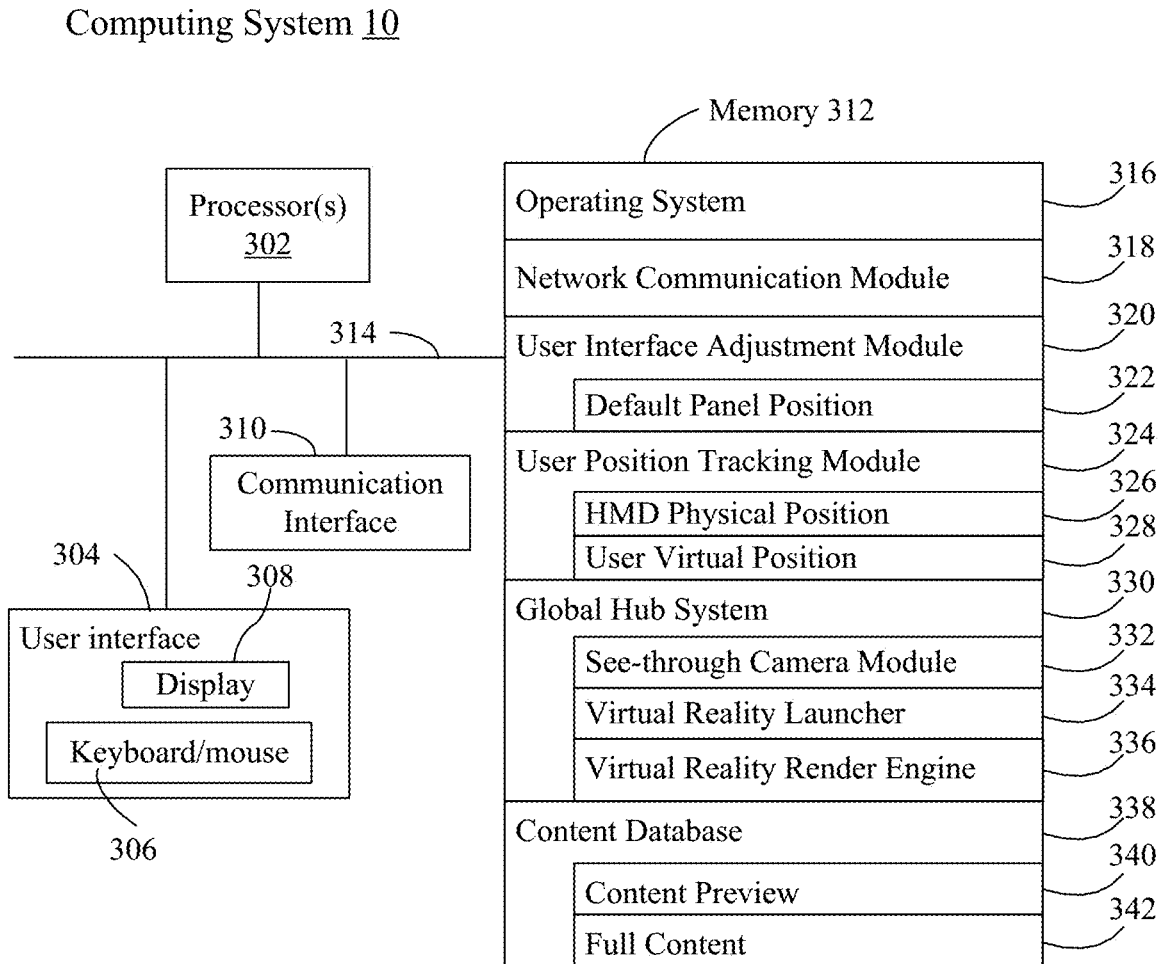 Computing System 10
Memory 312
Processor(s)
302
314
310
Communication
Interface
304
308
User interface
Display
Keyboard/mouse
306
Operating System
316
Network Communication Module
318
User Interface Adjustment Module
320
Default Panel Position
322
User Position Tracking Module
324
HMD Physical Position
326
User Virtual Position
328
Global Hub System
330
See-through Camera Module
332
Virtual Reality Launcher
334
Virtual Reality Render Engine
336
Content Database
338
Content Preview
340
Full Content
342